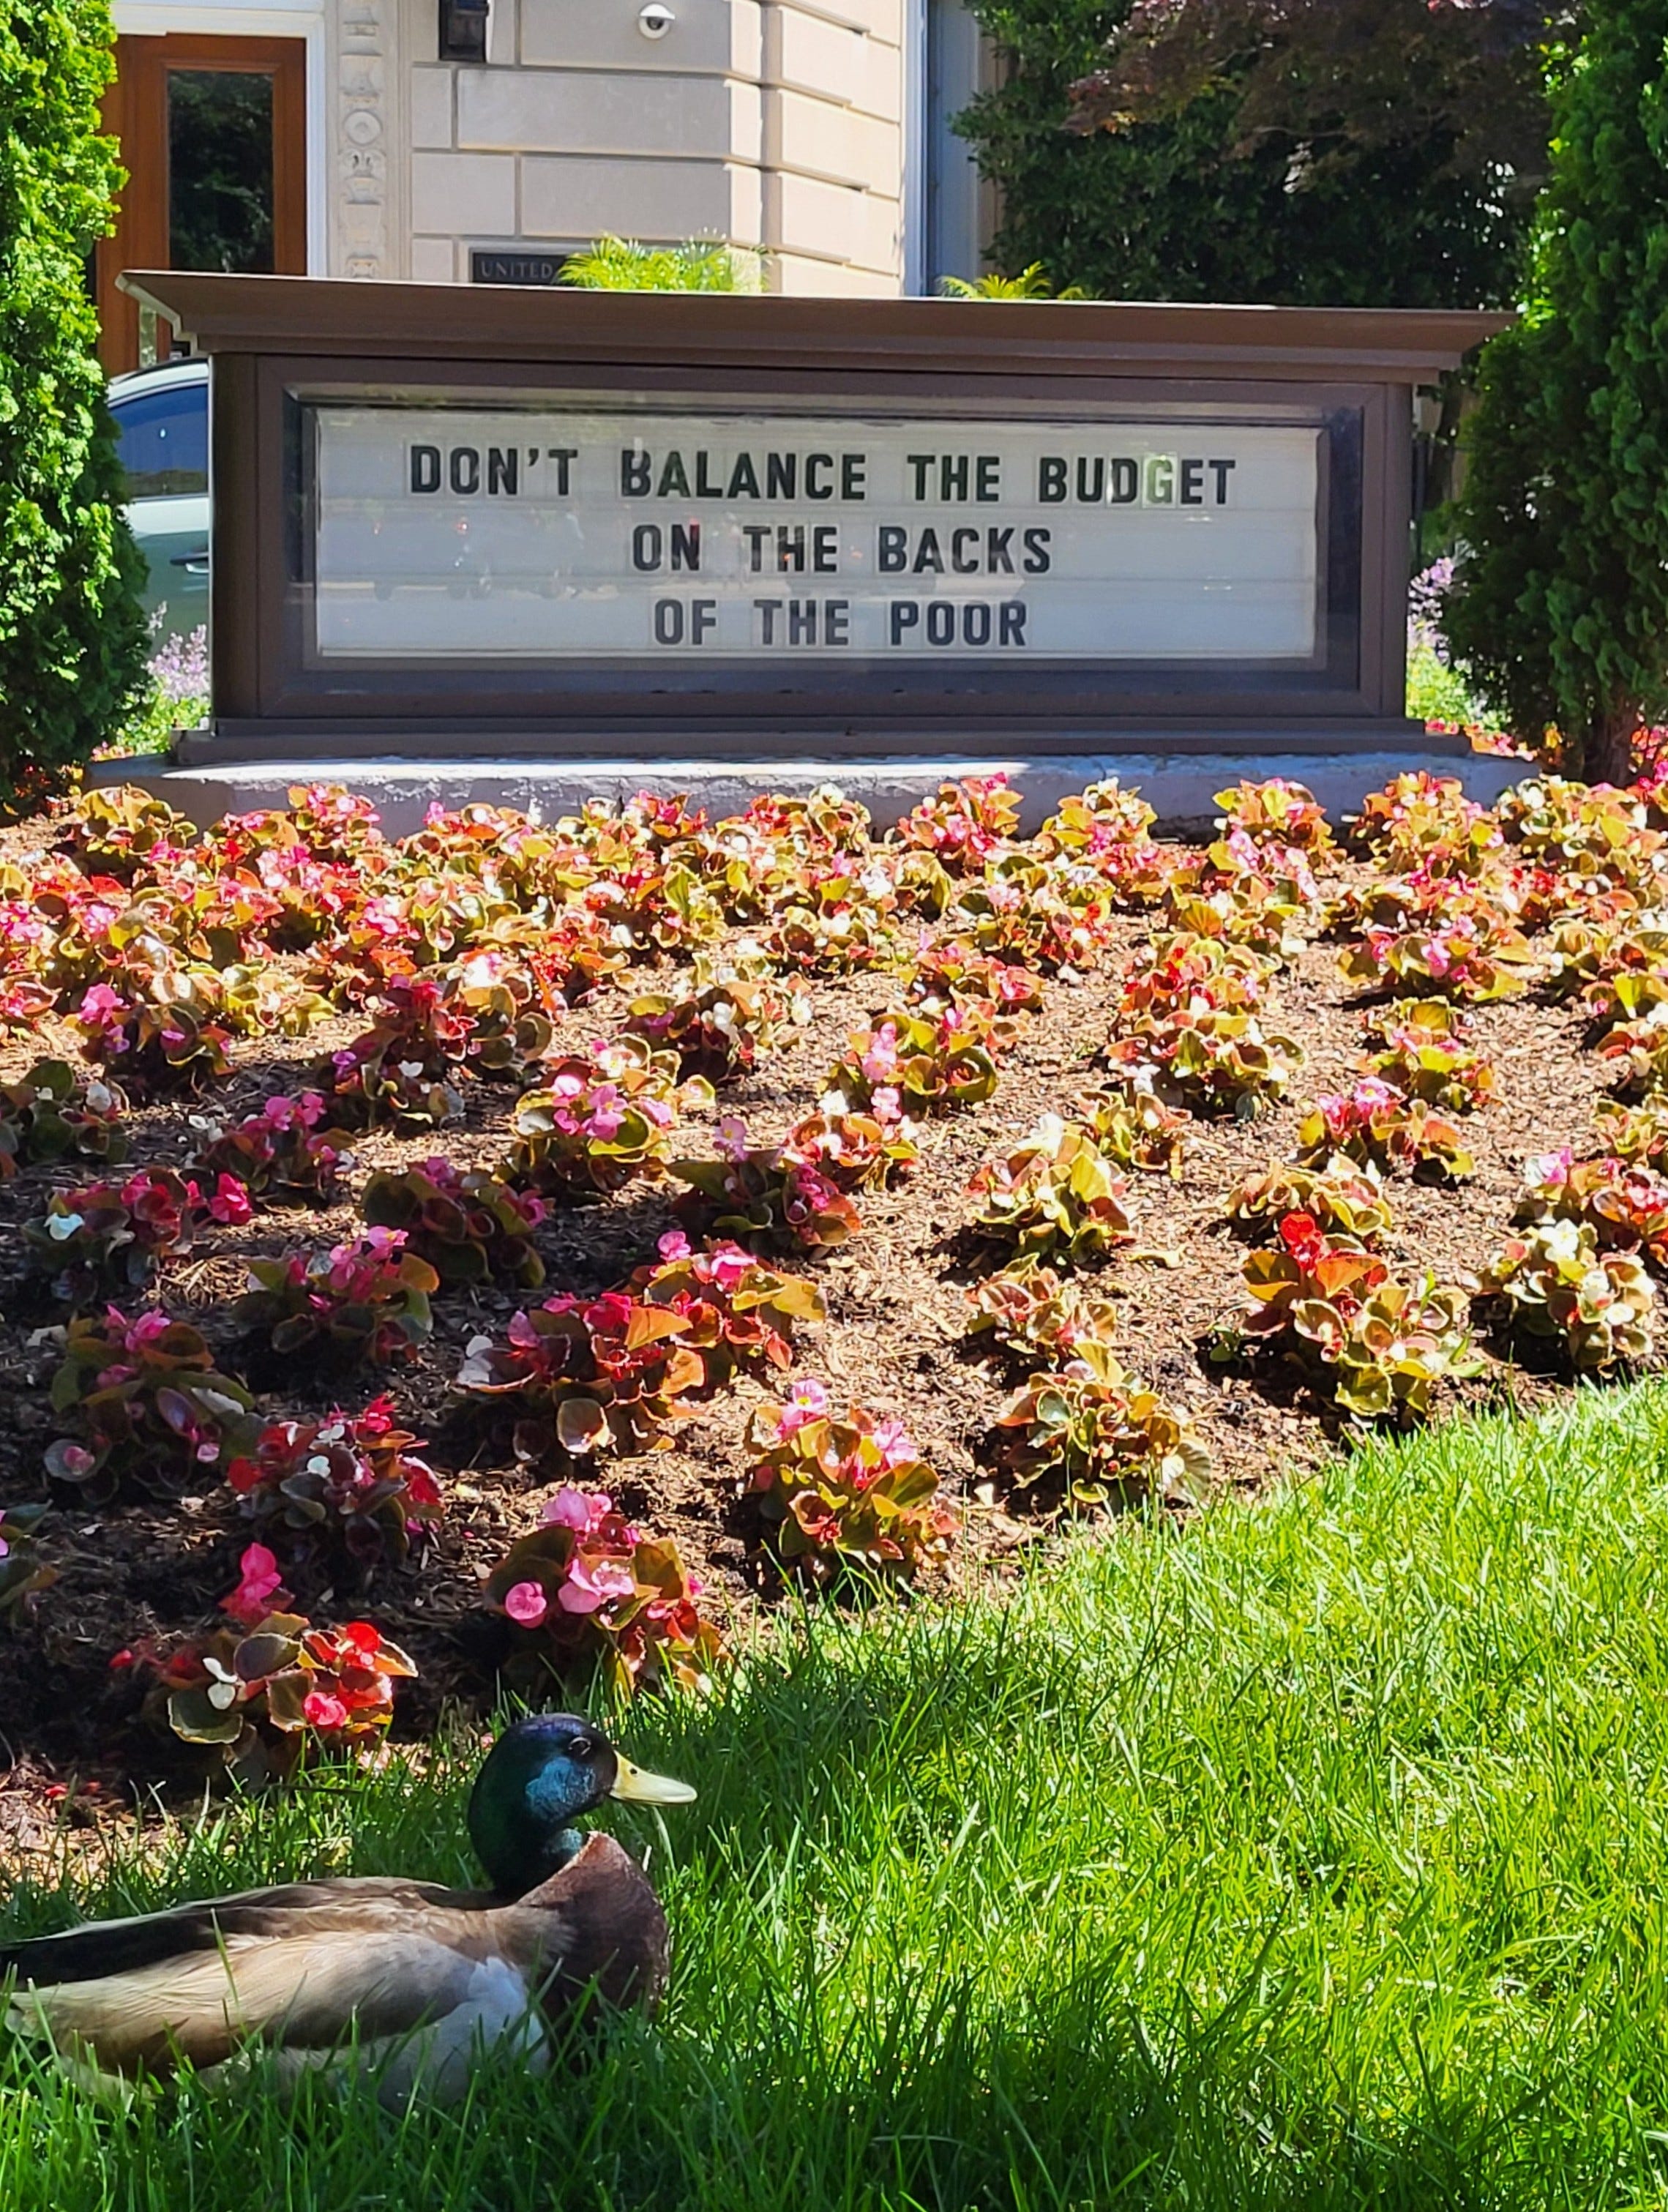 UNITED
DON'T BALANCE THE BUDGET
ON THE BACKS
OF THE POOR